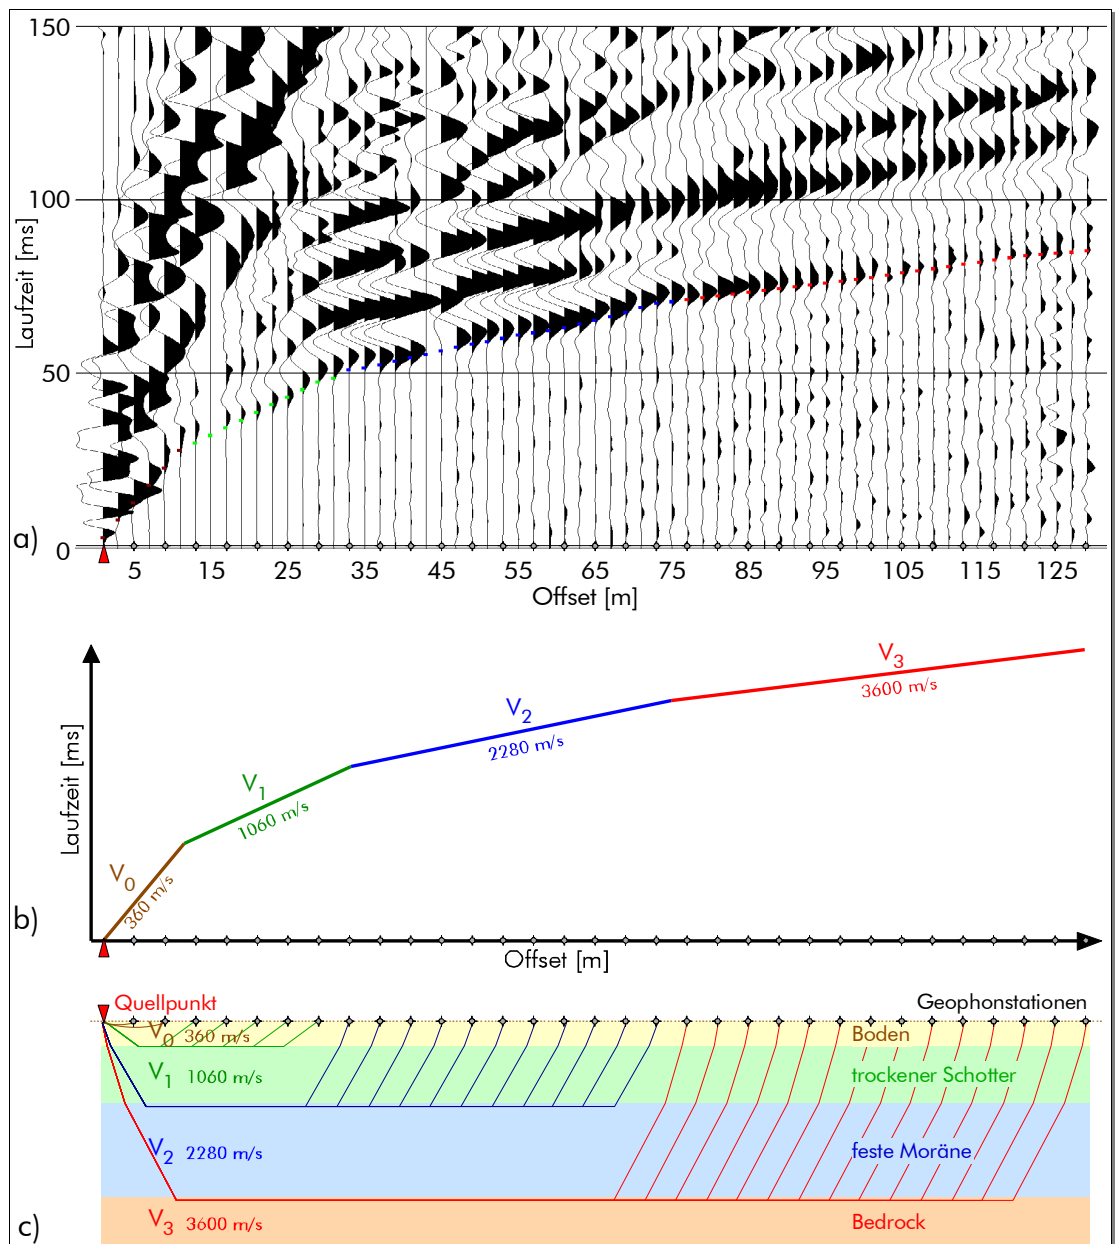 150
100
50
0
Laufzeit [ms]
a)
5 15 25 35 45 55 65 75 85 95 105 115 125
Offset [m]
V3
3600 m/s
V2
2280 m/s
V1
1060 m/s
V0
360 m/s
Laufzeit [ms]
b)
Offset [m]
Quellpunkt Geophonstationen
V0 360 m/s Boden
V1 1060 m/s trockener Schotter
V2 2280 m/s feste Moräne
V3 3600 m/s Bedrock
c)